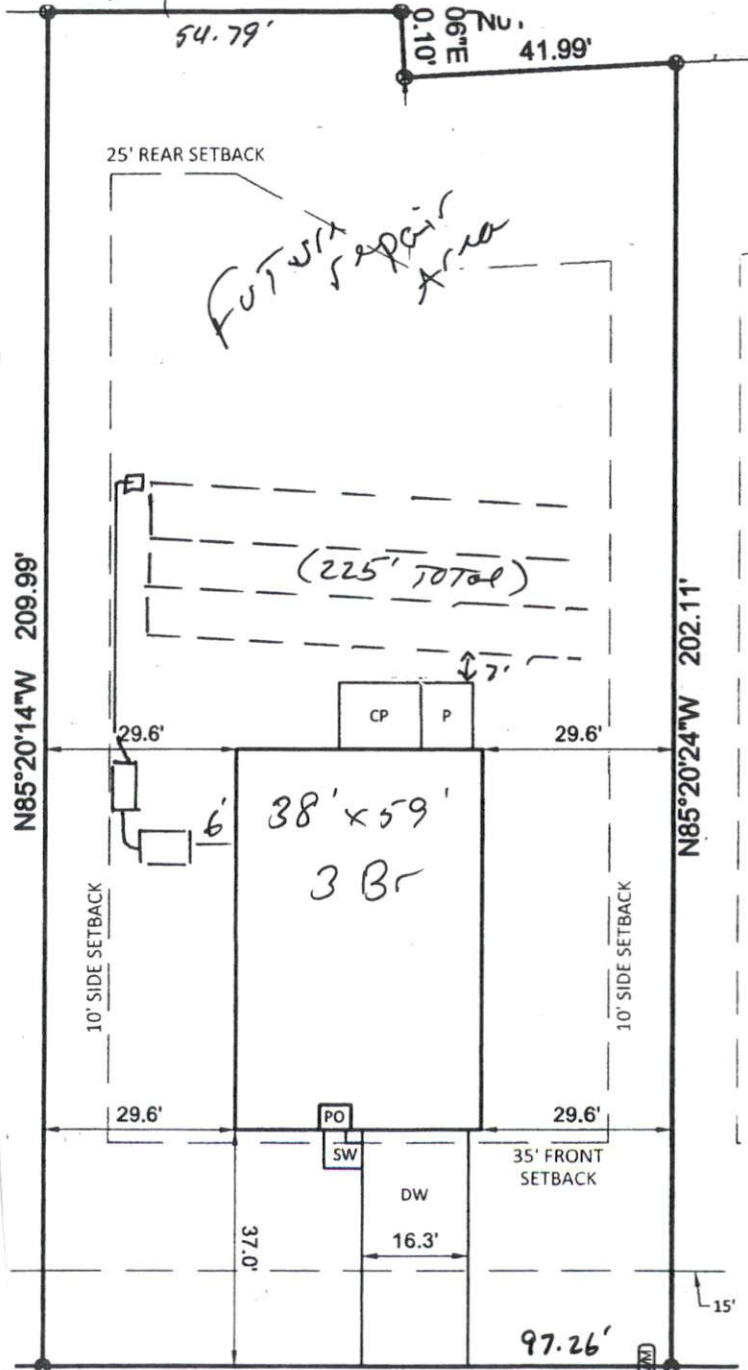 54.79'
0.10'
06"E
41.99'
25' REAR SETBACK
Future
repair
Area
(225' Total)
7'
CP
P
N85°20'14"W 209.99'
N85°20'24"W 202.11'
29.6'
29.6'
6'
38' x 59'
3 Br
10' SIDE SETBACK
10' SIDE SETBACK
29.6'
PO
29.6'
SW
35' FRONT
SETBACK
DW
37.0'
16.3'
15'
97.26'